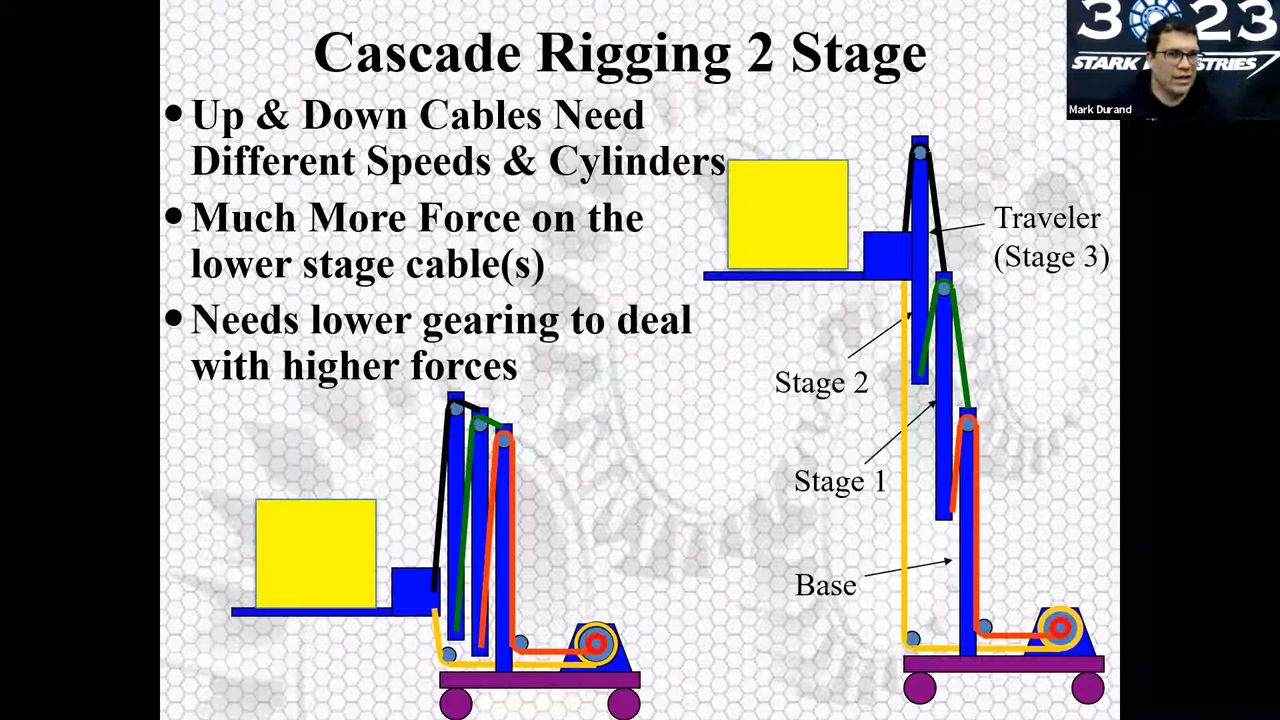 Cascade Rigging 2 Stage
• Up & Down Cables Need
Different Speeds & Cylinders
• Much More Force on the
lower stage cable(s)
• Needs lower gearing to deal
with higher forces
Traveler
(Stage 3)
Stage 2
Stage 1
Base
3 23
STARK
Mark Durand